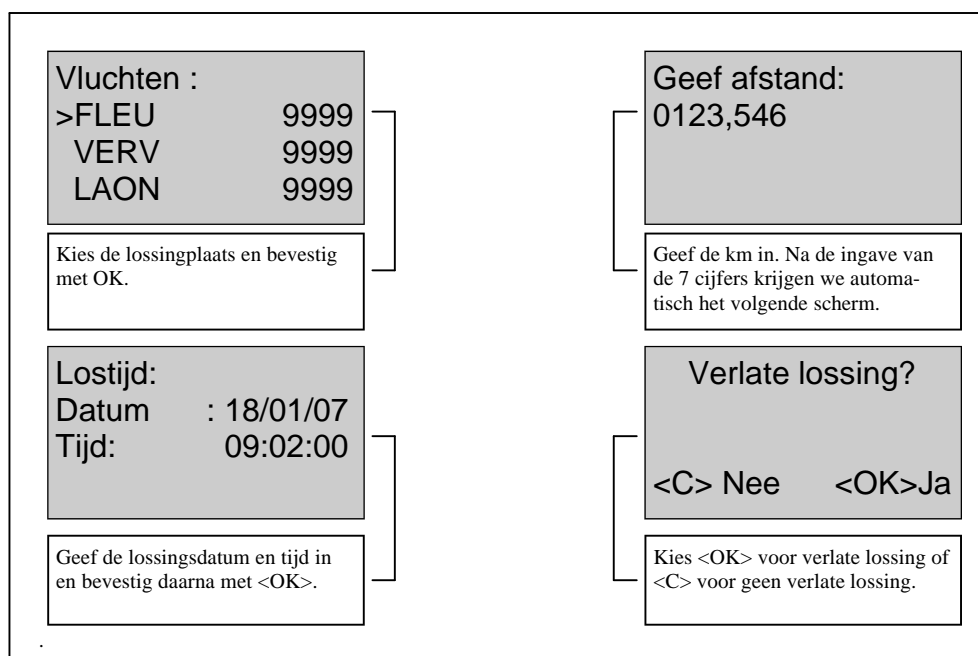 Vluchten :
>FLEU 9999
VERV 9999
LAON 9999
Kies de lossingplaats en bevestig
met OK.
Geef afstand:
0123,546
Geef de km in. Na de ingave van
de 7 cijfers krijgen we automa-
tisch het volgende scherm.
Lostijd:
Datum : 18/01/07
Tijd: 09:02:00
Geef de lossingsdatum en tijd in
en bevestig daarna met <OK>.
Verlate lossing?
<C> Nee <OK>Ja
Kies <OK> voor verlate lossing of
<C> voor geen verlate lossing.
.